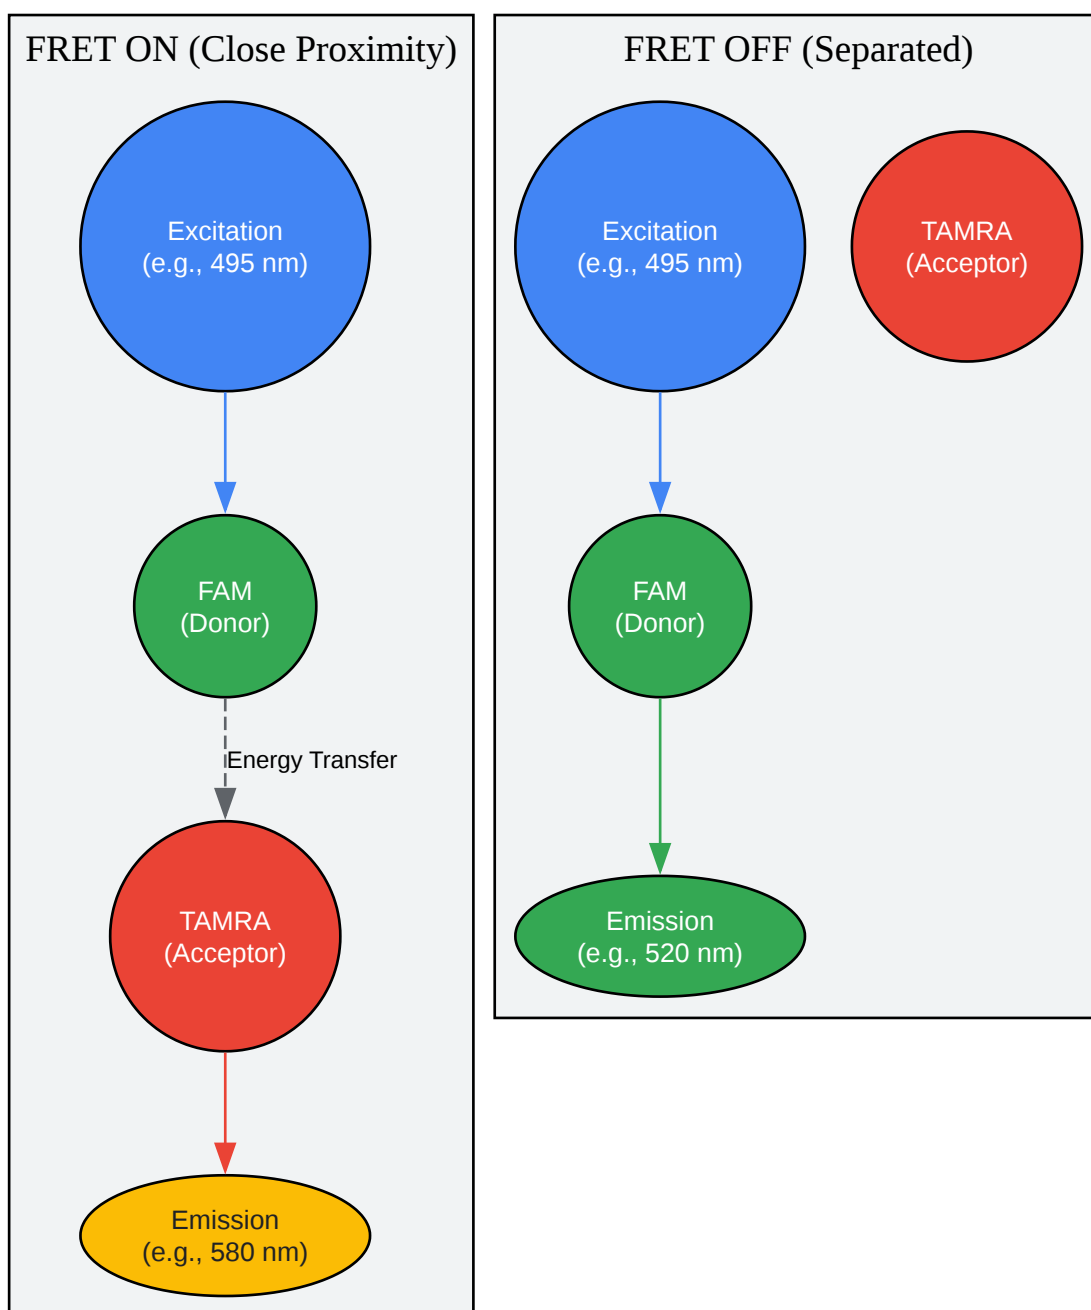 FRET ON (Close Proximity)
Excitation
(e.g., 495 nm)
FAM
(Donor)
Energy Transfer
TAMRA
(Acceptor)
Emission
(e.g., 580 nm)
FRET OFF (Separated)
Excitation
(e.g., 495 nm)
TAMRA
(Acceptor)
FAM
(Donor)
Emission
(e.g., 520 nm)